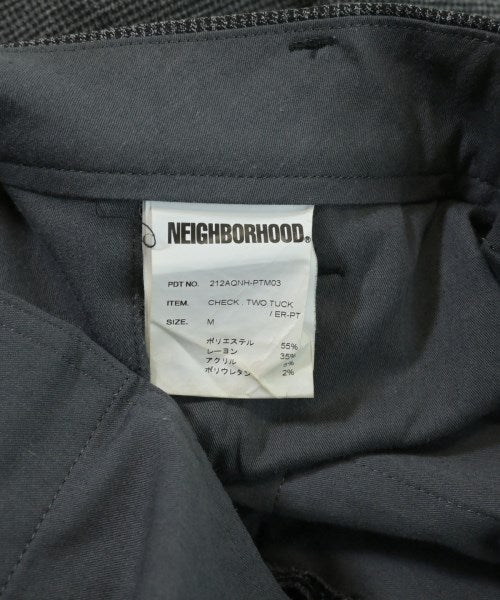 NEIGHBORHOOD®
PDT NO. 212AQNH-PTM03
ITEM. CHECK . TWO TUCK
/ ER-PT
SIZE. M
ポリエステル 55%
レーヨン 35%
アクリル
ポリウレタン 2%